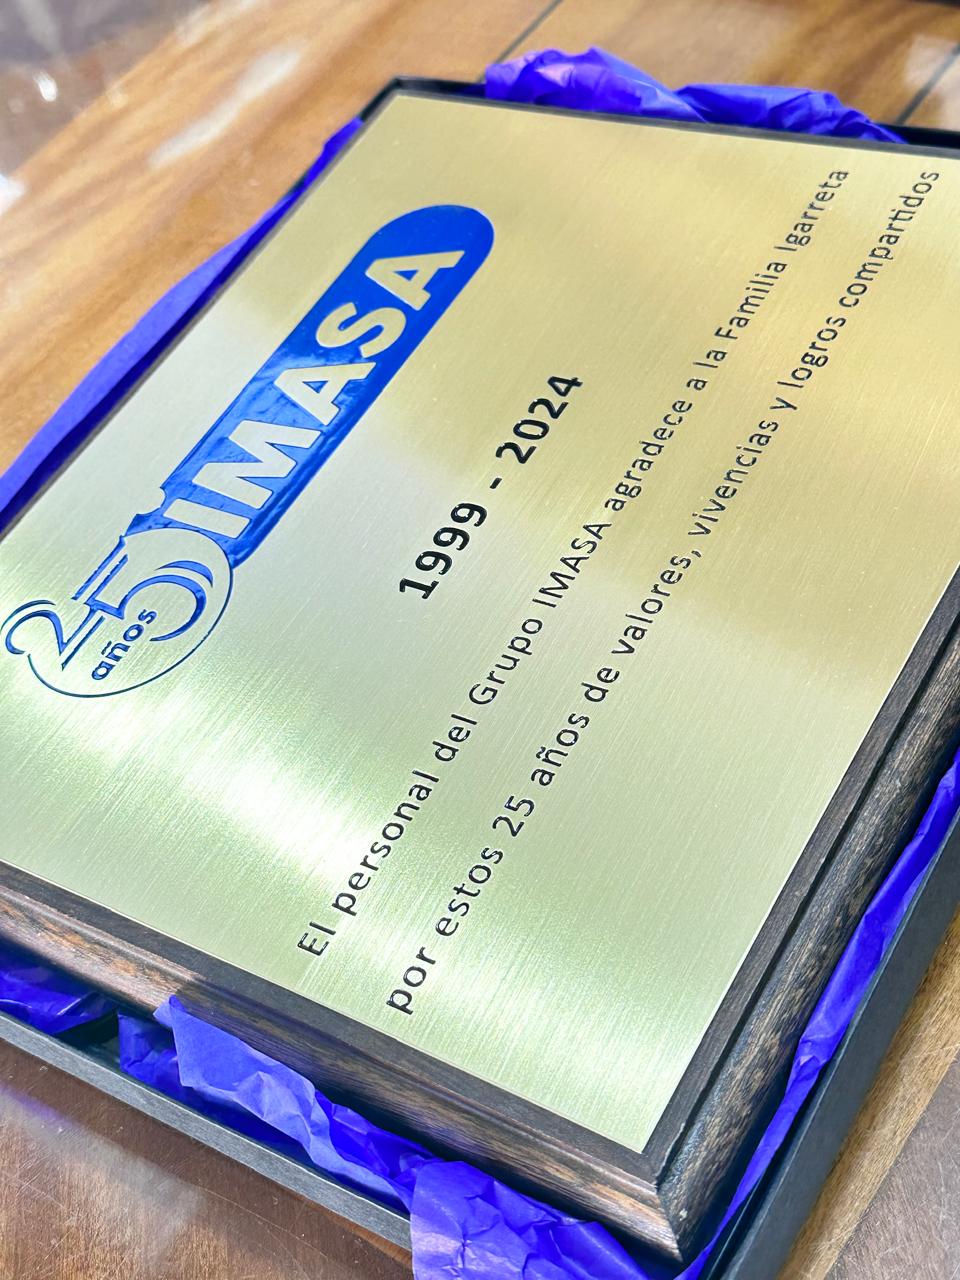 25 años
IMASA
1999 - 2024
El personal del Grupo IMASA agradece a la Familia Igarreta
por estos 25 años de valores, vivencias y logros compartidos